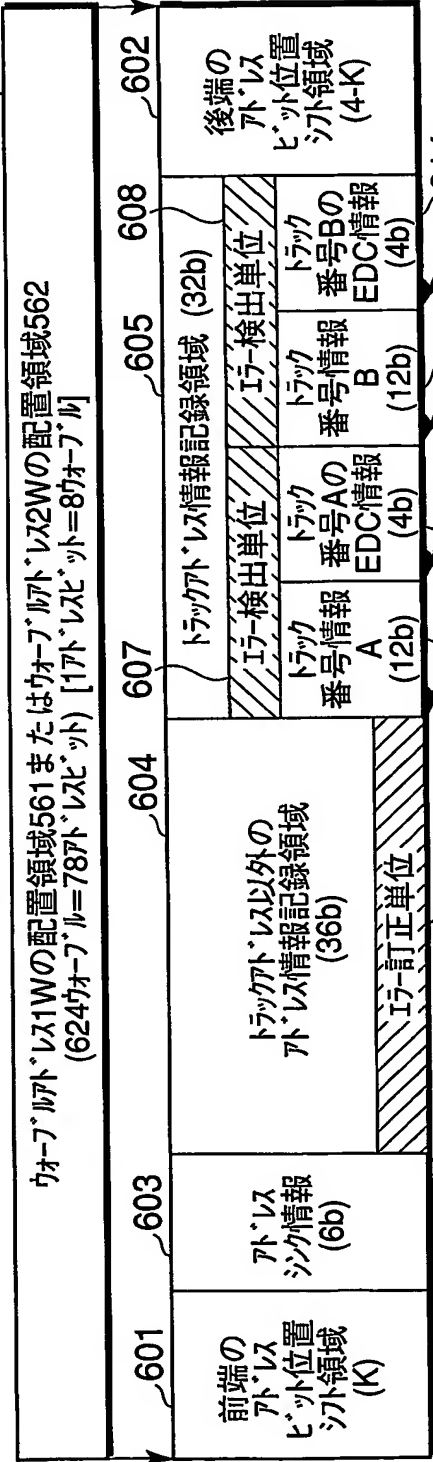 ウォーブルアドレス1Wの配置領域561またはウォーブルアドレス2Wの配置領域562
(624ウォーブル=78アドレスビット) [1アドレスビット=8ウォーブル]
601
603
604
607
605
608
602
前端の
アドレス
ビット位置
シフト領域
(K)
アドレス
シンク情報
(6b)
トラックアドレス以外の
アドレス情報記録領域
(36b)
エラー訂正単位
トラックアドレス情報記録領域 (32b)
エラー検出単位
エラー検出単位
トラック
番号情報
A
(12b)
トラック
番号Aの
EDC情報
(4b)
トラック
番号情報
B
(12b)
トラック
番号Bの
EDC情報
(4b)
後端の
アドレス
ビット位置
シフト領域
(4-K)